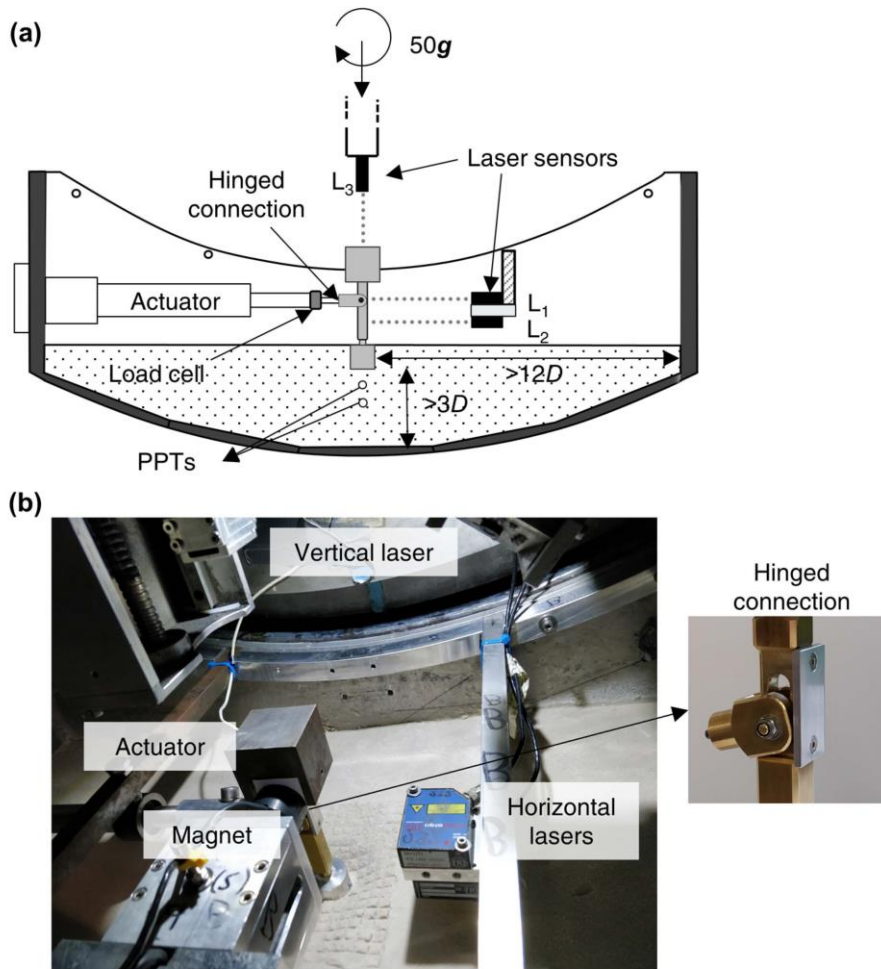 (a)
50g
Laser sensors
L3
Hinged
connection
Actuator
L1
L2
Load cell
>12D
>3D
PPTs
(b)
Vertical laser
Hinged
connection
Actuator
Magnet
Horizontal
lasers
(S)
B